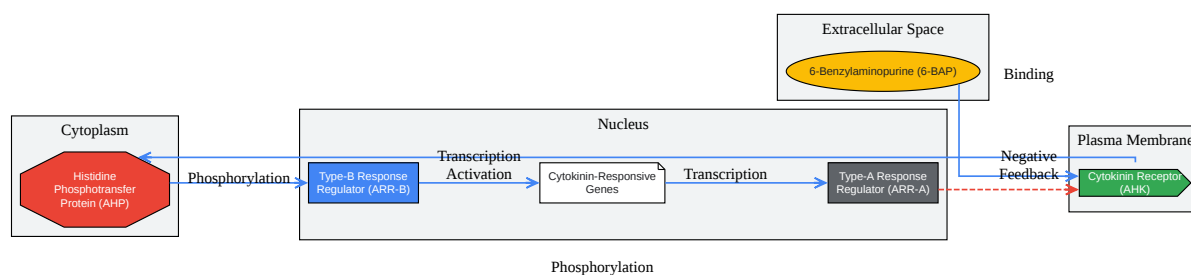 Extracellular Space
6-Benzylaminopurine (6-BAP)
Binding
Cytoplasm
Histidine
Phosphotransfer
Protein (AHP)
Phosphorylation
Nucleus
Type-B Response
Regulator (ARR-B)
Transcription
Activation
Cytokinin-Responsive
Genes
Transcription
Type-A Response
Regulator (ARR-A)
Negative
Feedback
Plasma Membrane
Cytokinin Receptor
(AHK)
Phosphorylation